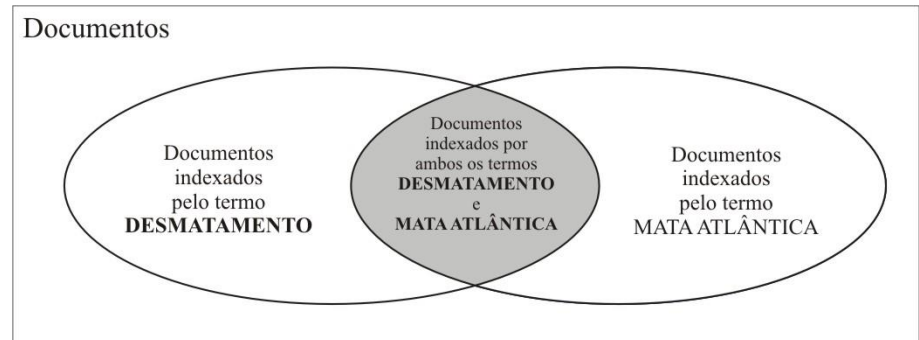 Documentos
Documentos
indexados
pelo termo
DESMATAMENTO
Documentos
indexados por
ambos os termos
DESMATAMENTO
e
MATA ATLÂNTICA
Documentos
indexados
pelo termo
MATA ATLÂNTICA